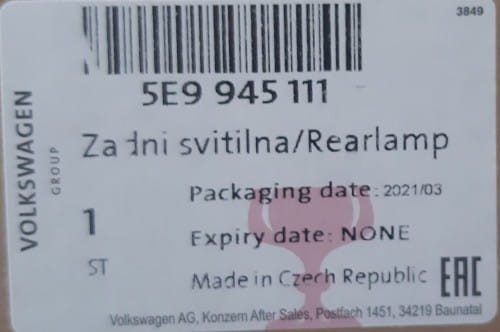 3849
5E9 945 111
VOLKSWAGEN
GROUP
Zadni svitilna/Rearlamp
Packaging date: 2021/03
1
Expiry date: NONE
ST
Made in Czech Republic EAC
Volkswagen AG, Konzern After Sales, Postfach 1451, 34219 Baunatal